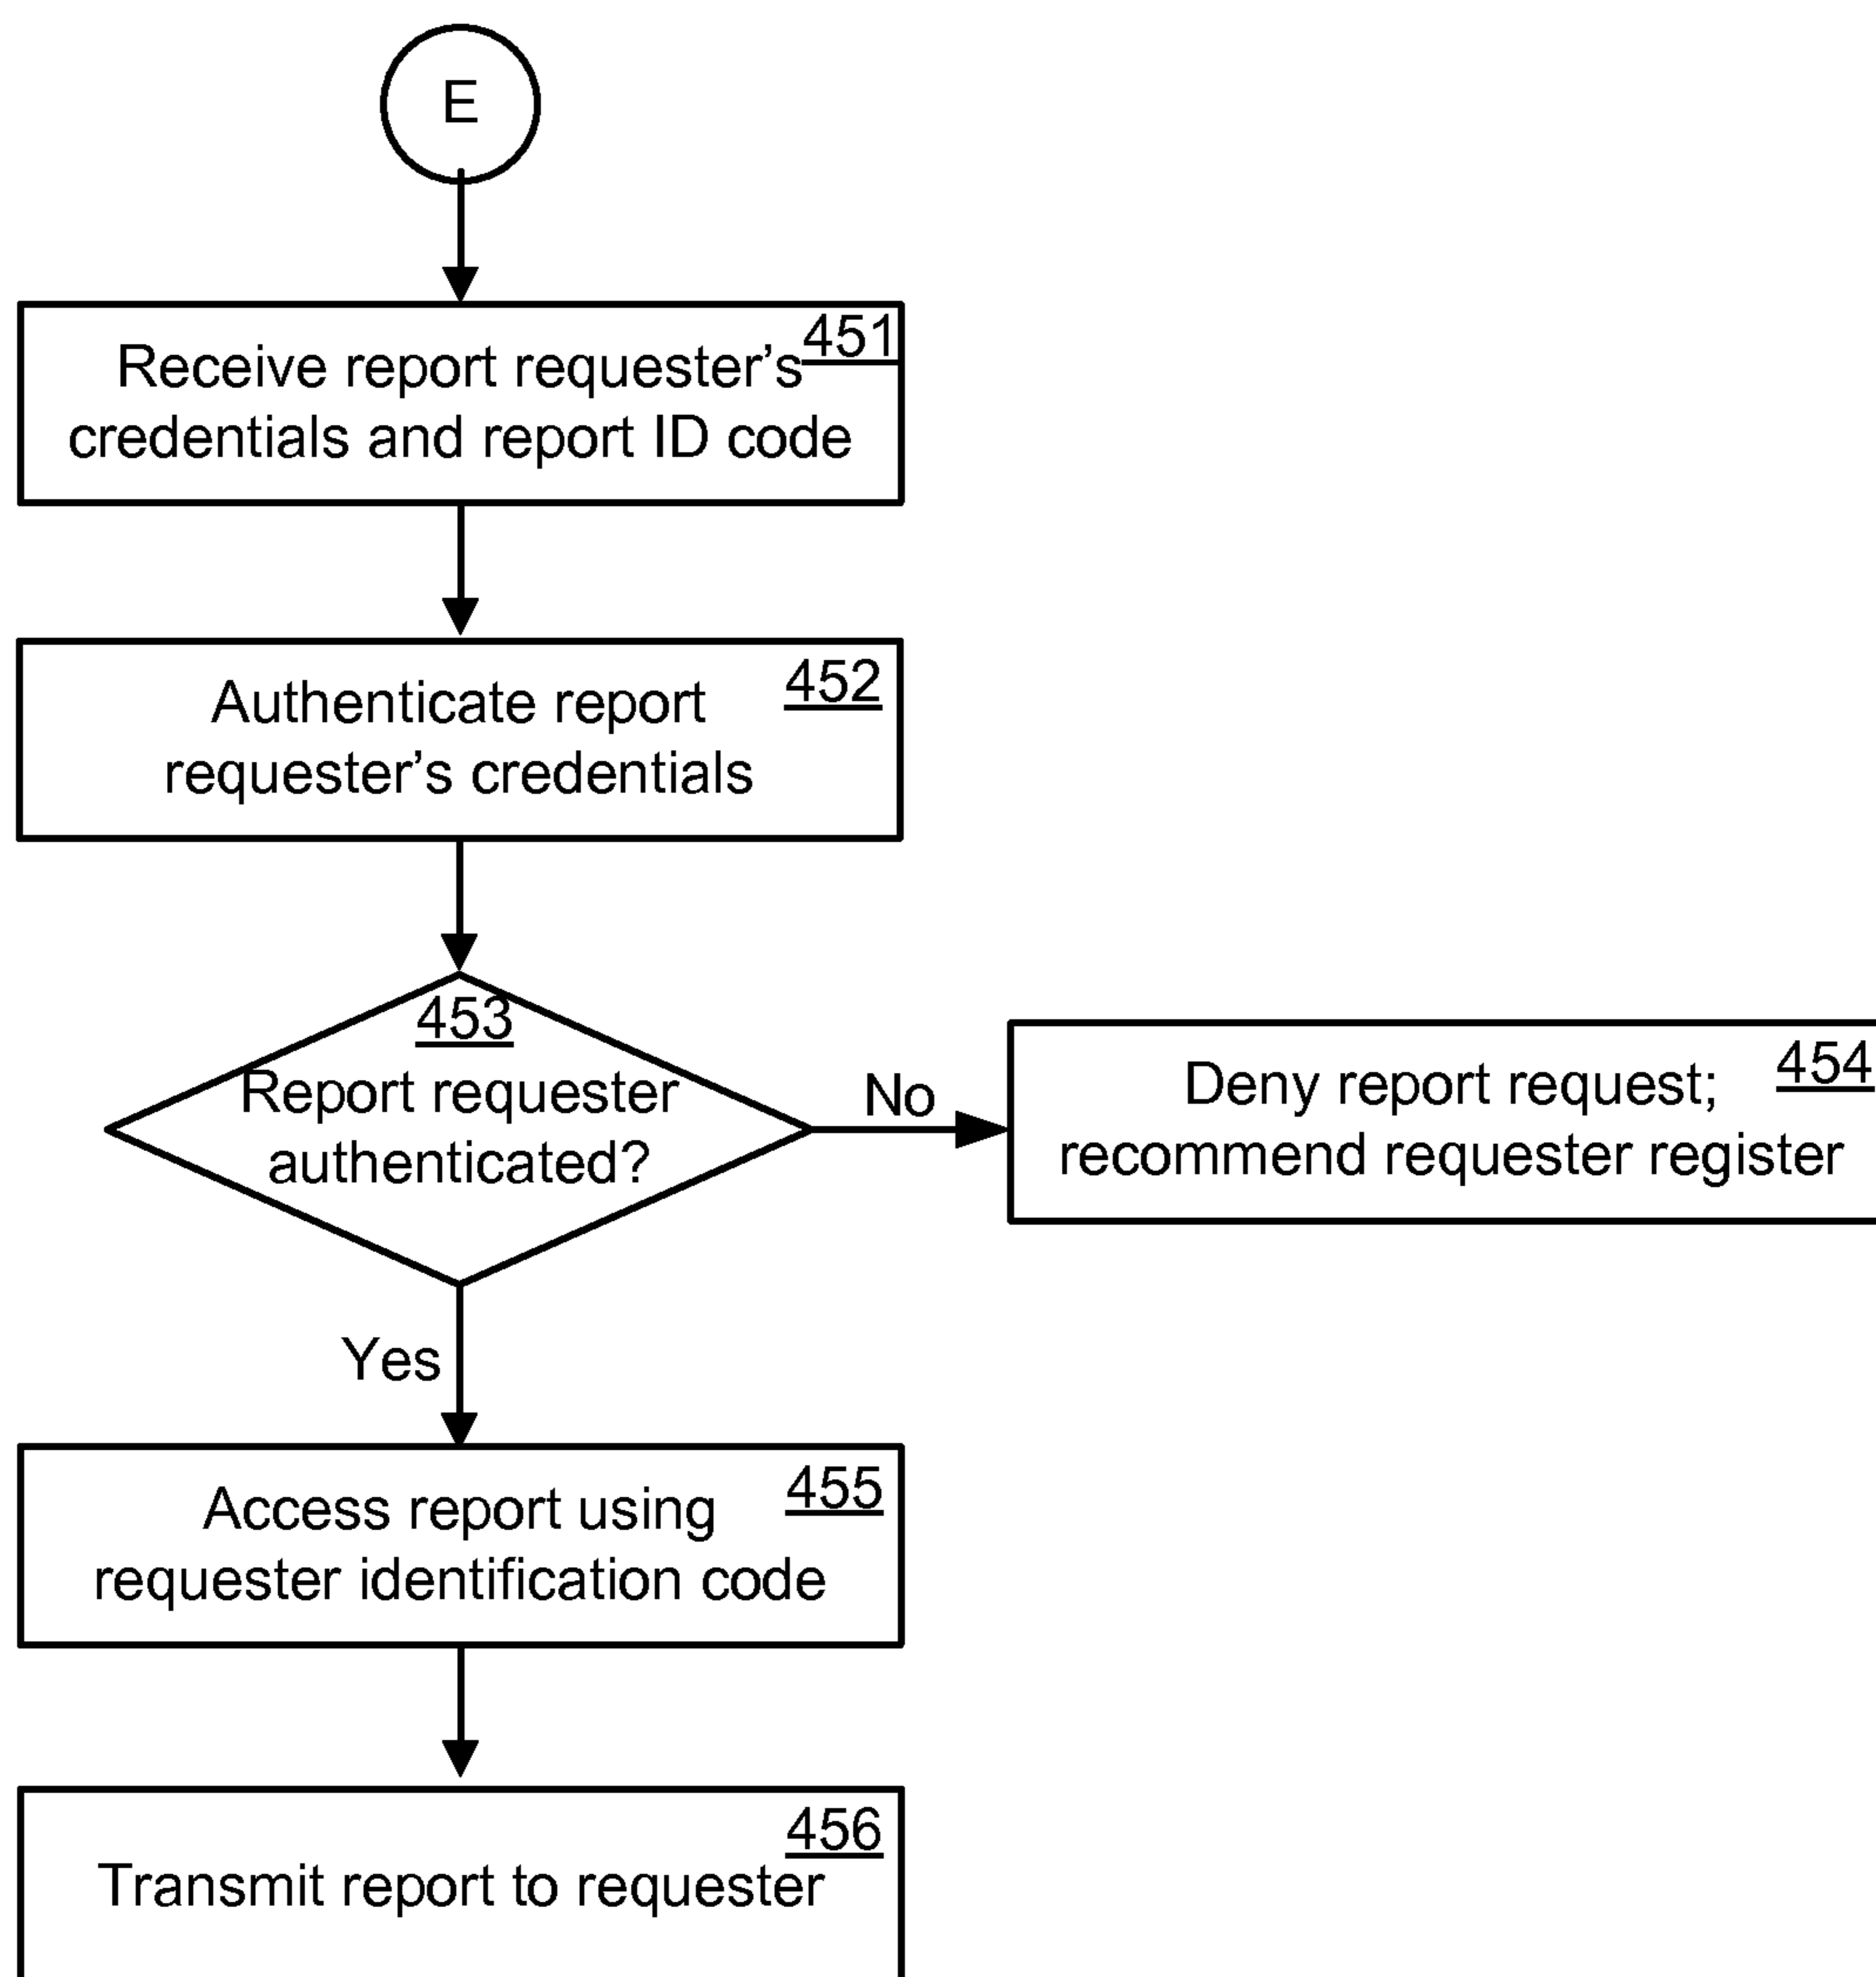 E
451
Receive report requester’s
credentials and report ID code
452
Authenticate report
requester’s credentials
453
Report requester
authenticated?
No
454
Deny report request;
recommend requester register
Yes
455
Access report using
requester identification code
456
Transmit report to requester